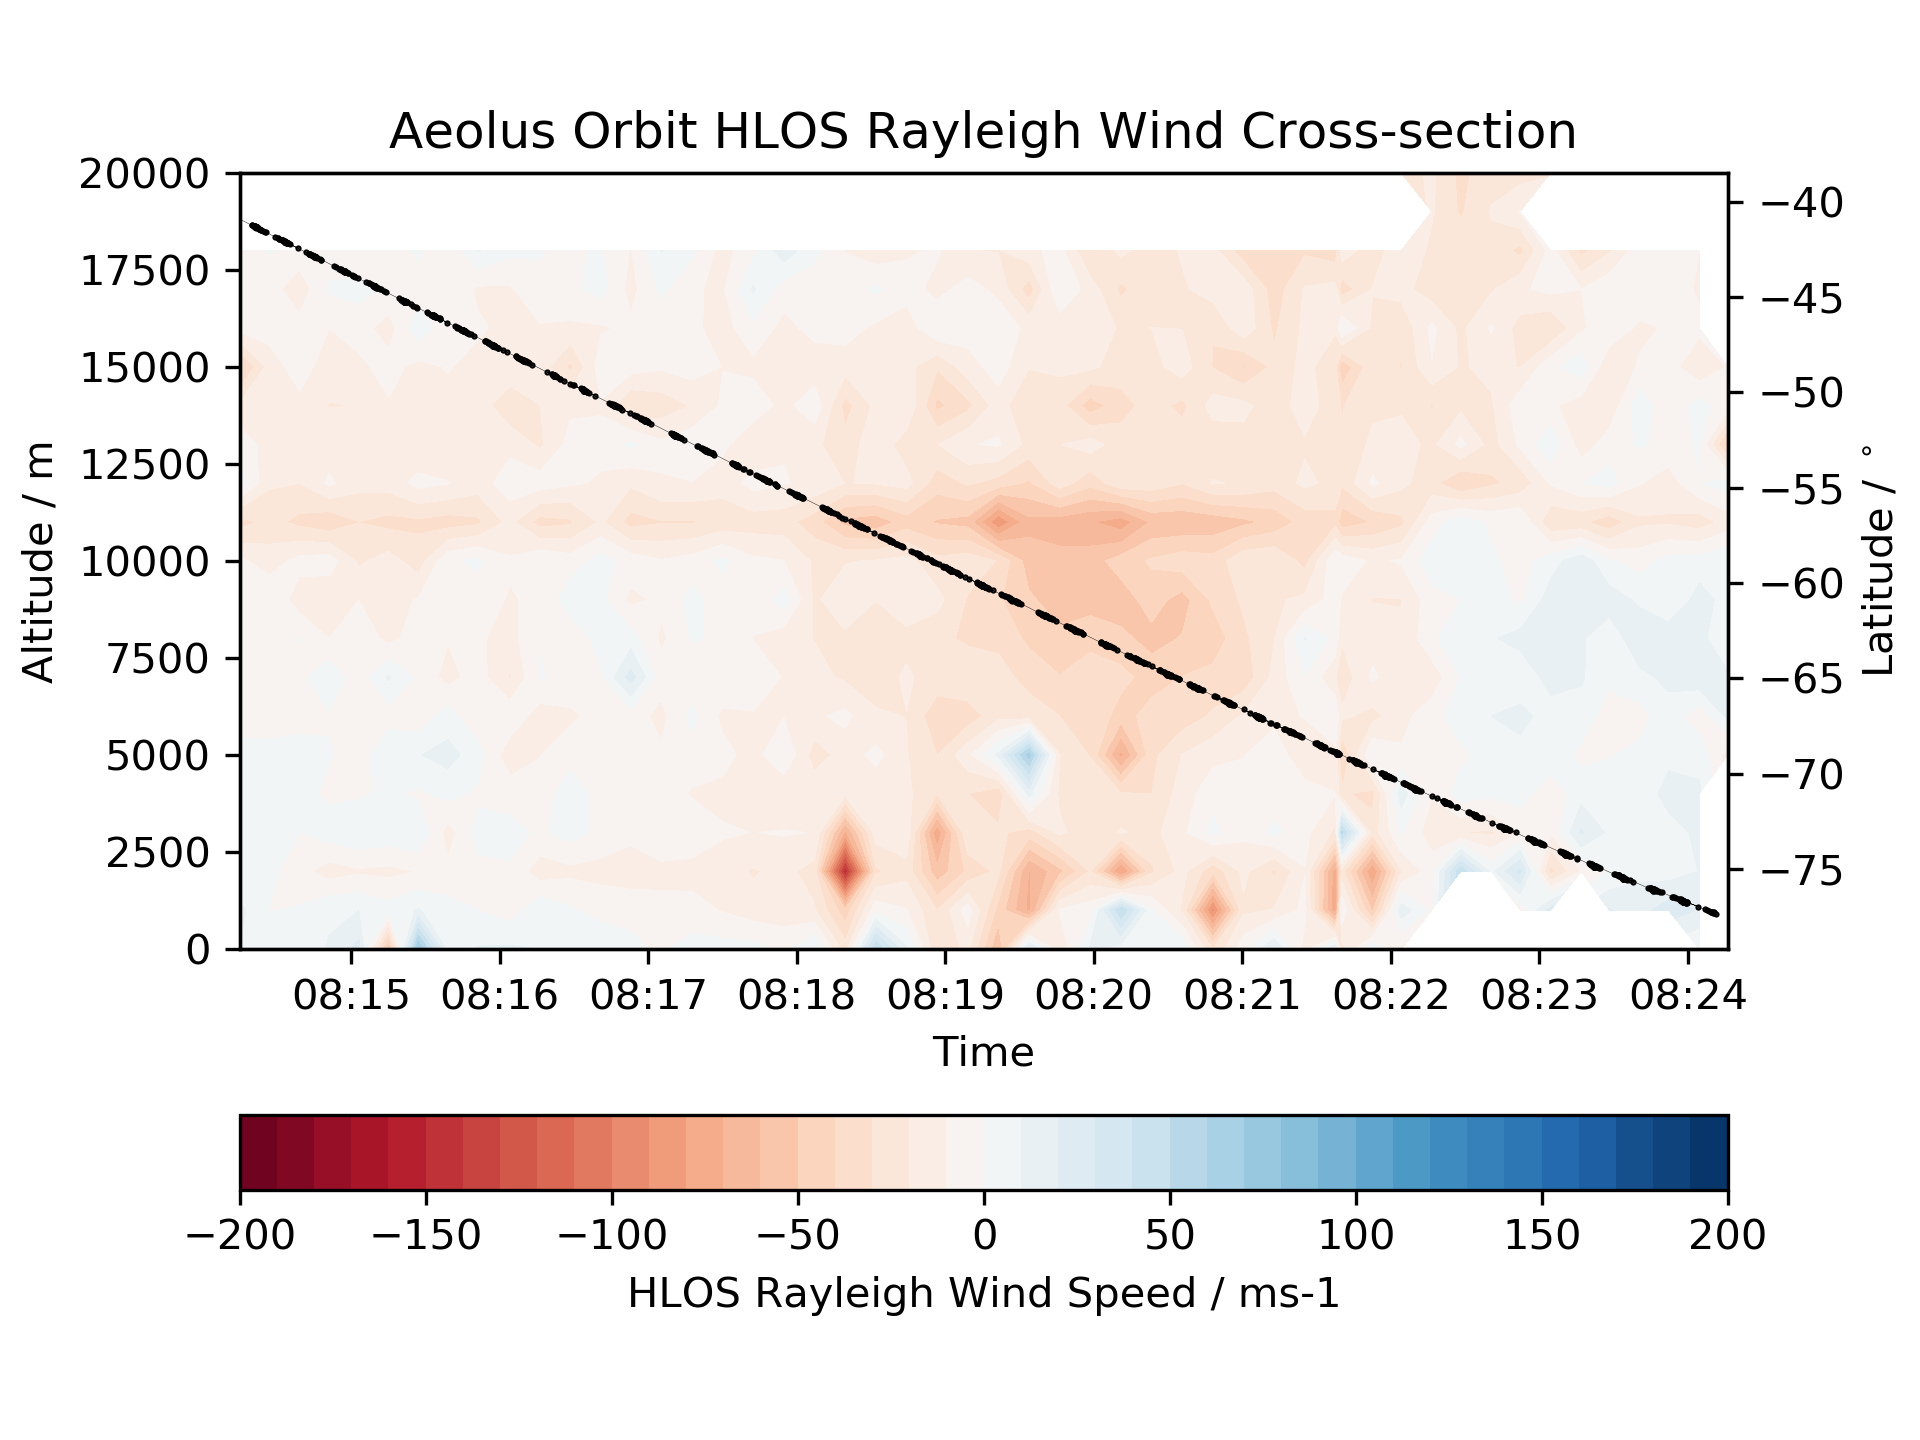 Aeolus Orbit HLOS Rayleigh Wind Cross-section
20000
17500
15000
12500
10000
7500
5000
2500
0
Altitude / m
−40
−45
−50
−55
−60
−65
−70
−75
Latitude / °
08:15 08:16 08:17 08:18 08:19 08:20 08:21 08:22 08:23 08:24
Time
−200 −150 −100 −50 0 50 100 150 200
HLOS Rayleigh Wind Speed / ms-1